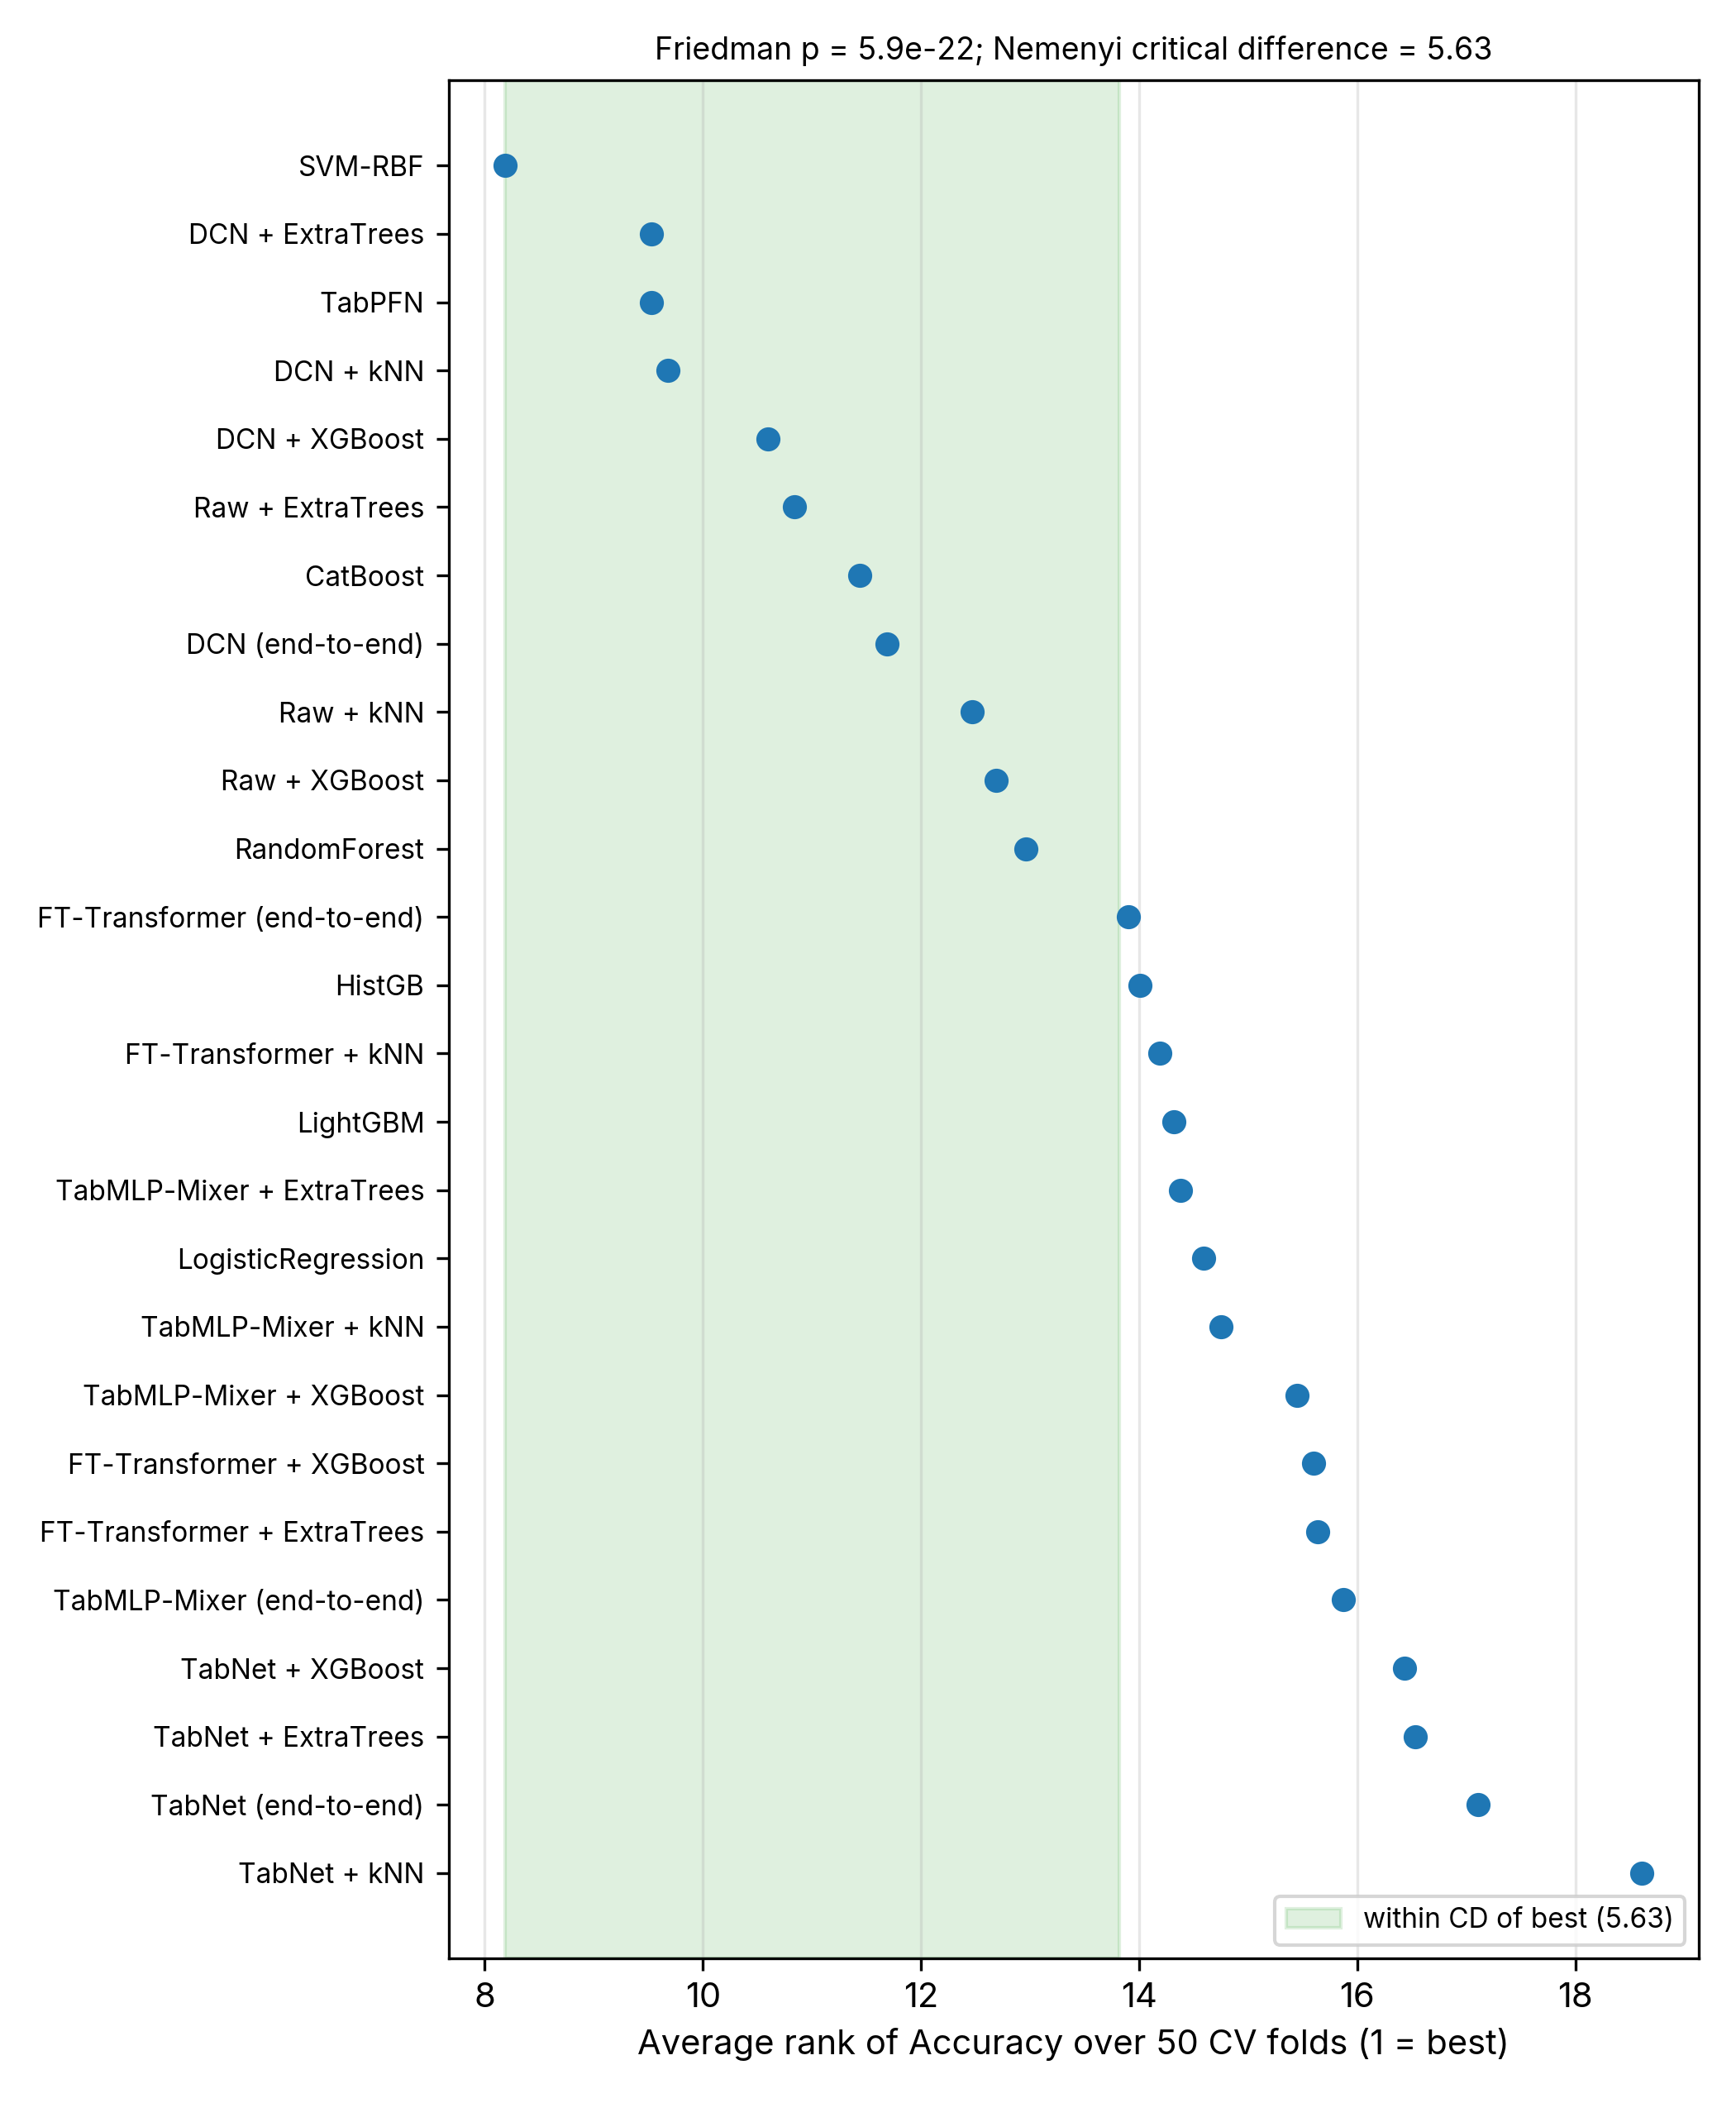 Friedman p = 5.9e-22; Nemenyi critical difference = 5.63
SVM-RBF
DCN + ExtraTrees
TabPFN
DCN + kNN
DCN + XGBoost
Raw + ExtraTrees
CatBoost
DCN (end-to-end)
Raw + kNN
Raw + XGBoost
RandomForest
FT-Transformer (end-to-end)
HistGB
FT-Transformer + kNN
LightGBM
TabMLP-Mixer + ExtraTrees
LogisticRegression
TabMLP-Mixer + kNN
TabMLP-Mixer + XGBoost
FT-Transformer + XGBoost
FT-Transformer + ExtraTrees
TabMLP-Mixer (end-to-end)
TabNet + XGBoost
TabNet + ExtraTrees
TabNet (end-to-end)
TabNet + kNN
within CD of best (5.63)
8 10 12 14 16 18
Average rank of Accuracy over 50 CV folds (1 = best)